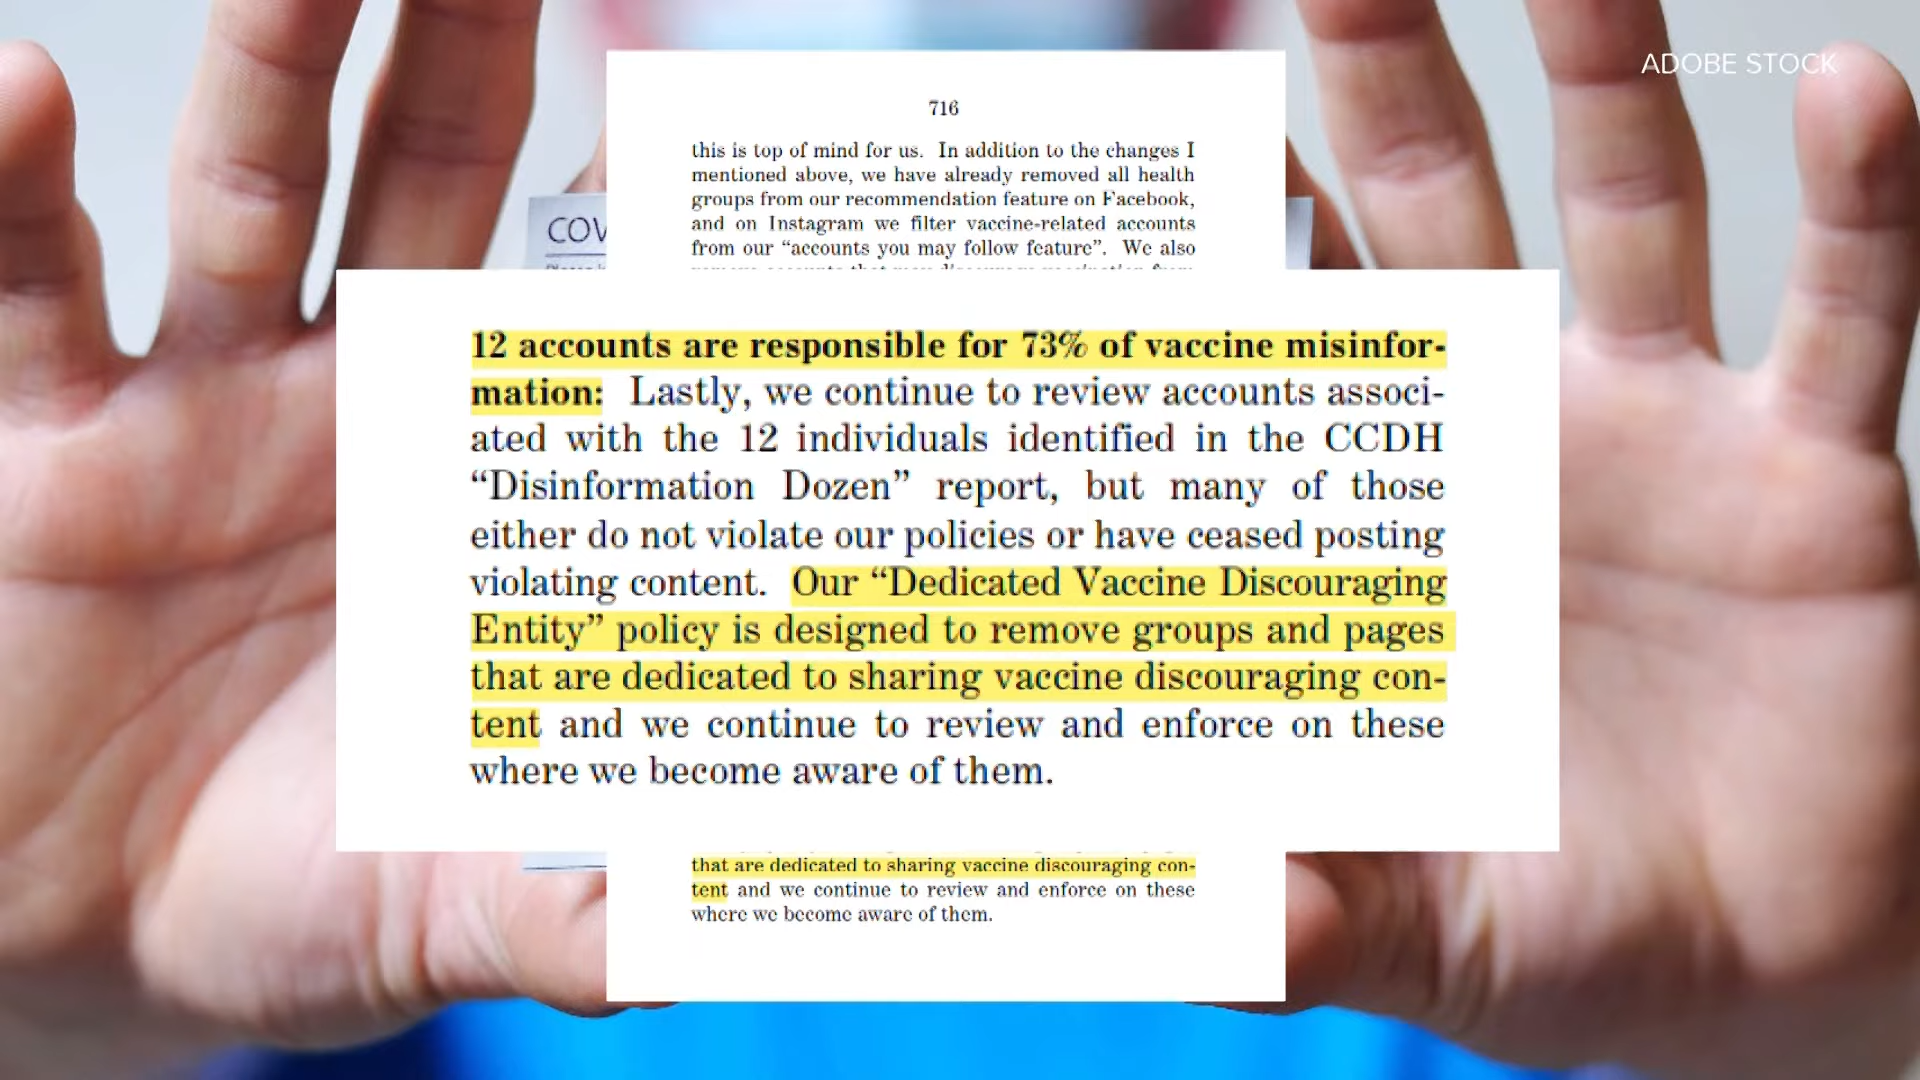 ADOBE STOCK
716
this is top of mind for us. In addition to the changes I
mentioned above, we have already removed all health
groups from our recommendation feature on Facebook,
and on Instagram we filter vaccine-related accounts
from our “accounts you may follow feature”. We also
COV
12 accounts are responsible for 73% of vaccine misinfor-
mation: Lastly, we continue to review accounts associ-
ated with the 12 individuals identified in the CCDH
“Disinformation Dozen” report, but many of those
either do not violate our policies or have ceased posting
violating content. Our “Dedicated Vaccine Discouraging
Entity” policy is designed to remove groups and pages
that are dedicated to sharing vaccine discouraging con-
tent and we continue to review and enforce on these
where we become aware of them.
that are dedicated to sharing vaccine discouraging con-
tent and we continue to review and enforce on these
where we become aware of them.